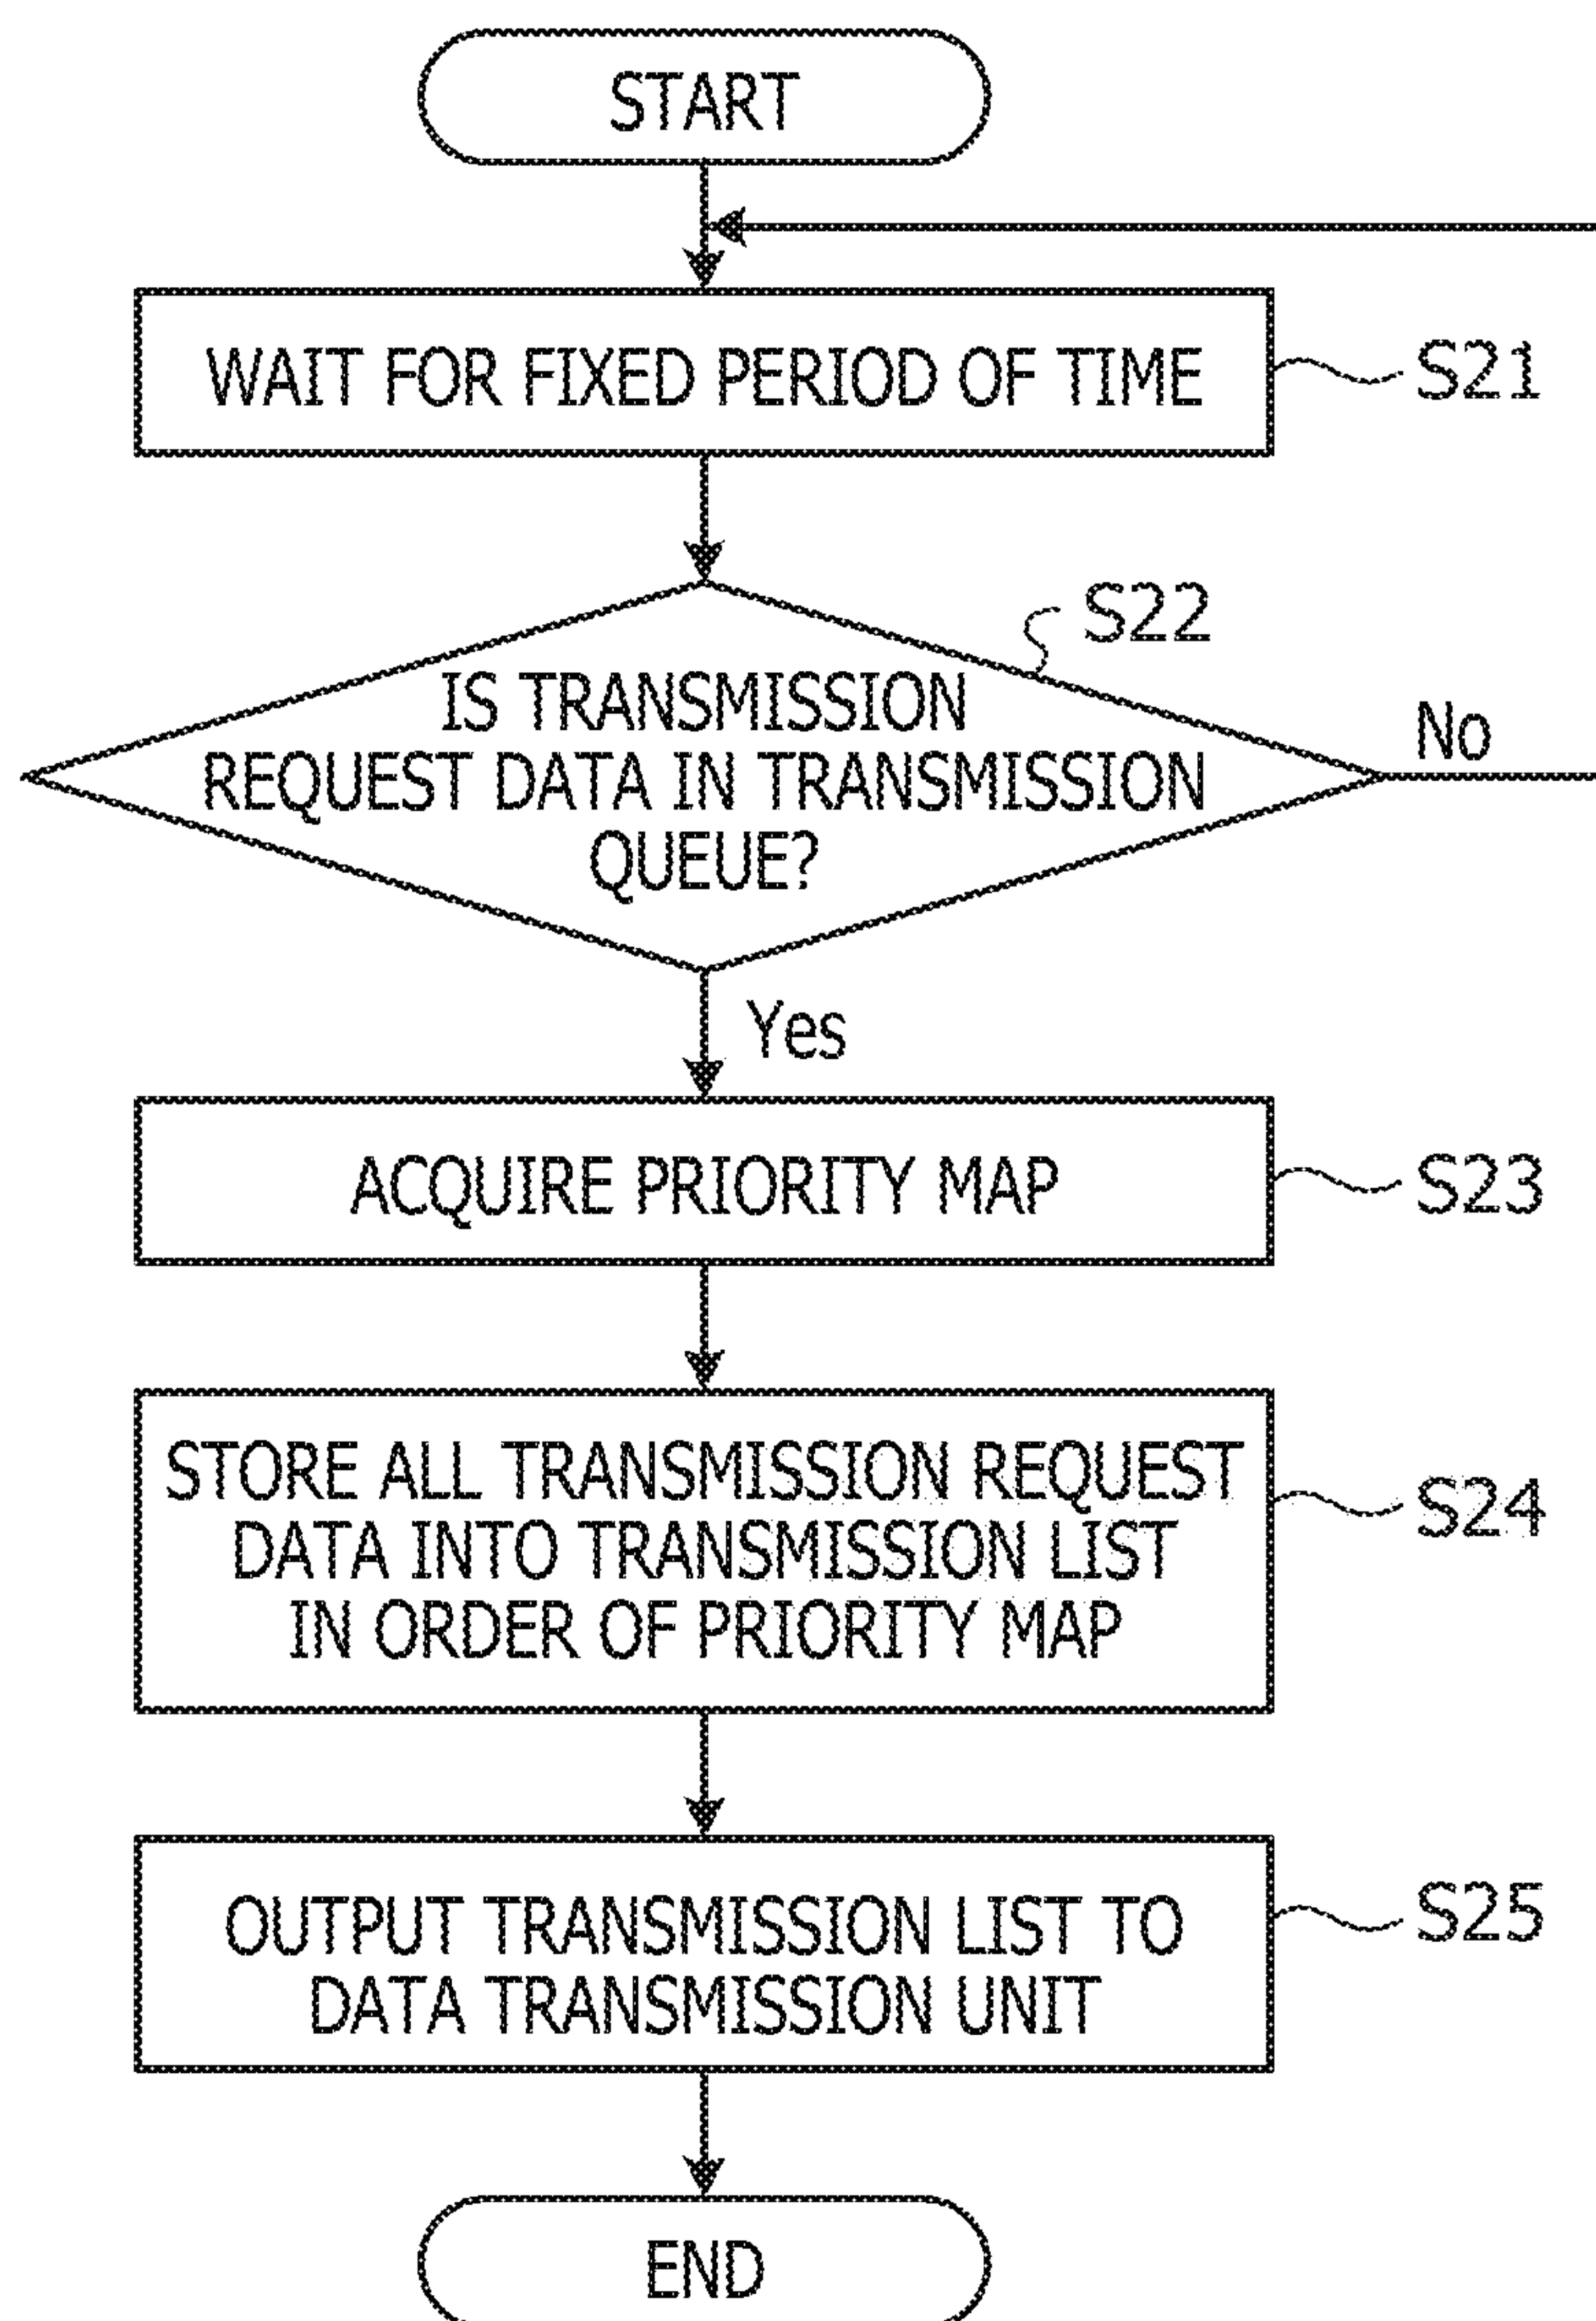 START
WAIT FOR FIXED PERIOD OF TIME
S21
S22
IS TRANSMISSION
REQUEST DATA IN TRANSMISSION
QUEUE?
No
Yes
ACQUIRE PRIORITY MAP
S23
STORE ALL TRANSMISSION REQUEST
DATA INTO TRANSMISSION LIST
IN ORDER OF PRIORITY MAP
S24
OUTPUT TRANSMISSION LIST TO
DATA TRANSMISSION UNIT
S25
END